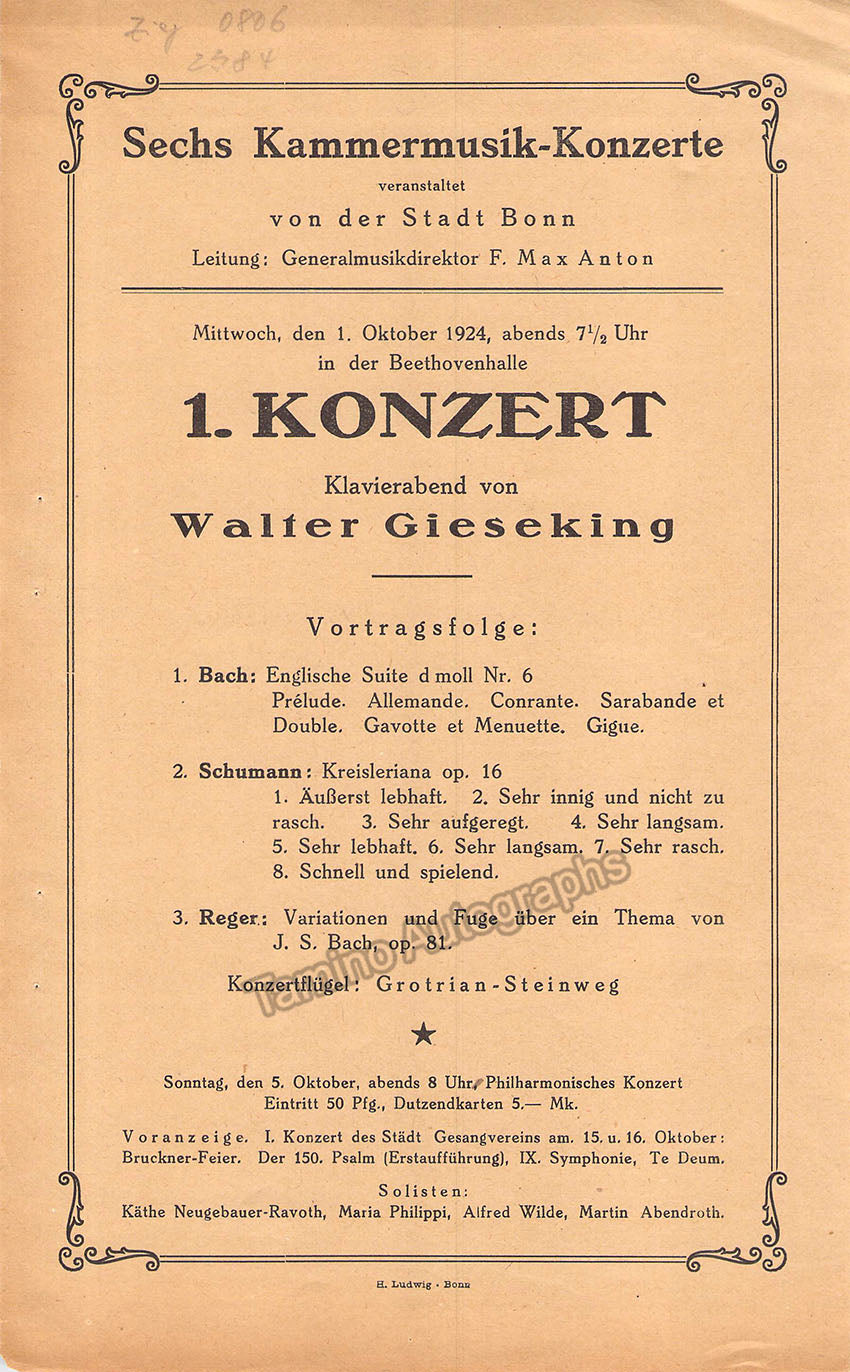 Zig 0806
2384
Sechs Kammermusik-Konzerte
veranstaltet
von der Stadt Bonn
Leitung: Generalmusikdirektor F. Max Anton
Mittwoch, den 1. Oktober 1924, abends 7½ Uhr
in der Beethovenhalle
1. KONZERT
Klavierabend von
Walter Gieseking
Vortragsfolge:
1. Bach: Englische Suite d moll Nr. 6
Prélude. Allemande. Conrante. Sarabande et
Double. Gavotte et Menuette. Gigue.
2. Schumann: Kreisleriana op. 16
1. Äußerst lebhaft. 2. Sehr innig und nicht zu
rasch. 3. Sehr aufgeregt. 4. Sehr langsam.
5. Sehr lebhaft. 6. Sehr langsam. 7. Sehr rasch.
8. Schnell und spielend.
3. Reger: Variationen und Fuge über ein Thema von
J. S. Bach, op. 81.
Tamino Autographs
Konzertflügel: Grotrian-Steinweg
Sonntag, den 5. Oktober, abends 8 Uhr, Philharmonisches Konzert
Eintritt 50 Pfg., Dutzendkarten 5.— Mk.
Voranzeige. I. Konzert des Städt Gesangvereins am. 15. u. 16. Oktober:
Bruckner-Feier. Der 150. Psalm (Erstaufführung), IX. Symphonie, Te Deum.
Solisten:
Käthe Neugebauer-Ravoth, Maria Philippi, Alfred Wilde, Martin Abendroth.
H. Ludwig · Bonn